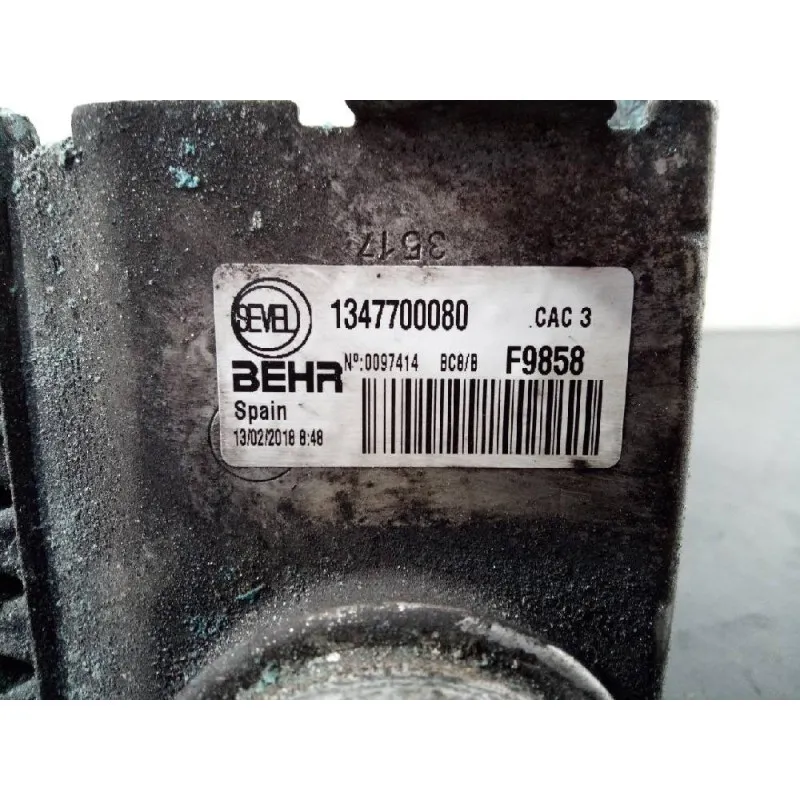 3517
SEVEL
1347700080 CAC 3
BEHR Nº:0097414 BC8/B F9858
Spain
13/02/2018 8:48